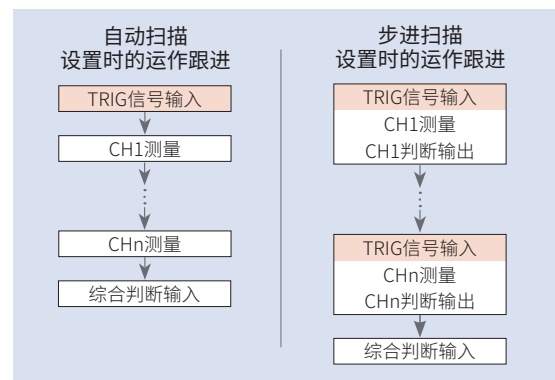 自动扫描
设置时的运作跟进
TRIG信号输入
CH1测量
CHn测量
综合判断输入
步进扫描
设置时的运作跟进
TRIG信号输入
CH1测量
CH1判断输出
TRIG信号输入
CHn测量
CHn判断输出
综合判断输入